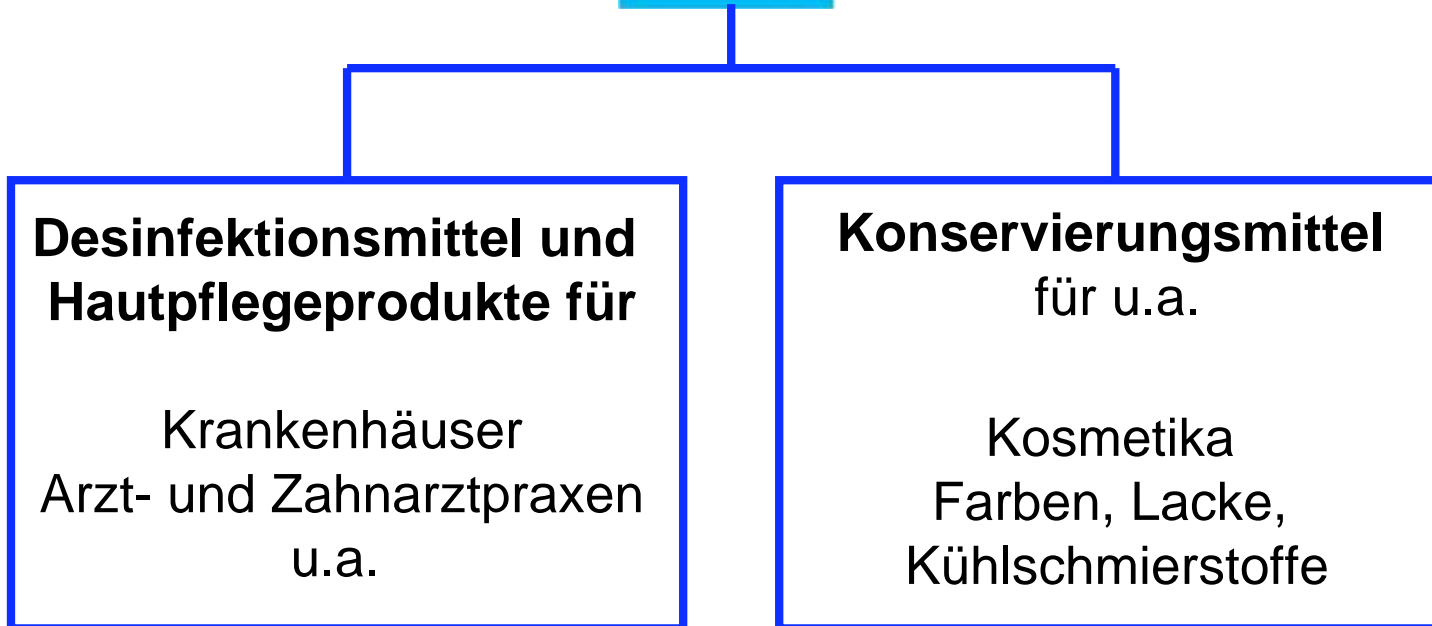 Desinfektionsmittel und
Hautpflegeprodukte für
Krankenhäuser
Arzt- und Zahnarztpraxen
u.a.
Konservierungsmittel
für u.a.
Kosmetika
Farben, Lacke,
Kühlschmierstoffe